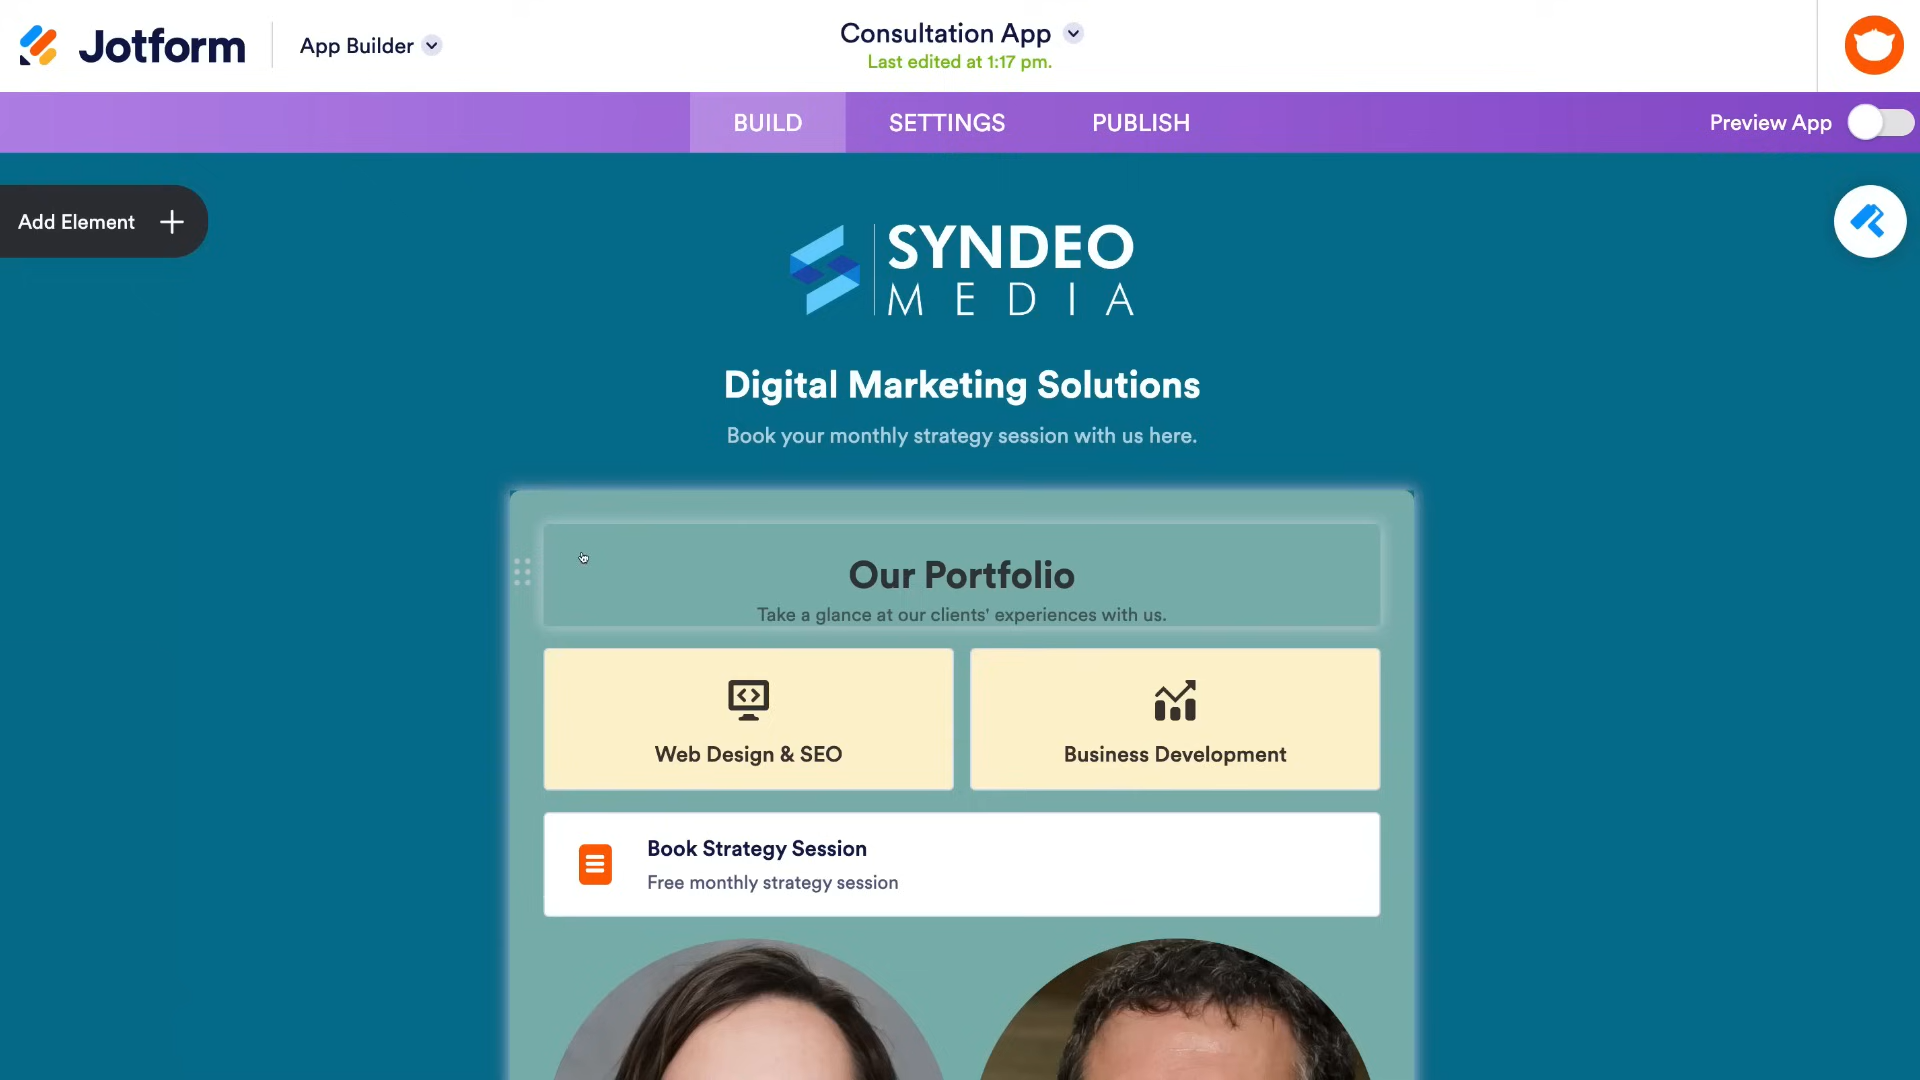 Jotform
App Builder
Consultation App
Last edited at 1:17 pm.
BUILD
SETTINGS
PUBLISH
Preview App
Add Element
SYNDEO
MEDIA
Digital Marketing Solutions
Book your monthly strategy session with us here.
Our Portfolio
Take a glance at our clients' experiences with us.
Web Design & SEO
Business Development
Book Strategy Session
Free monthly strategy session